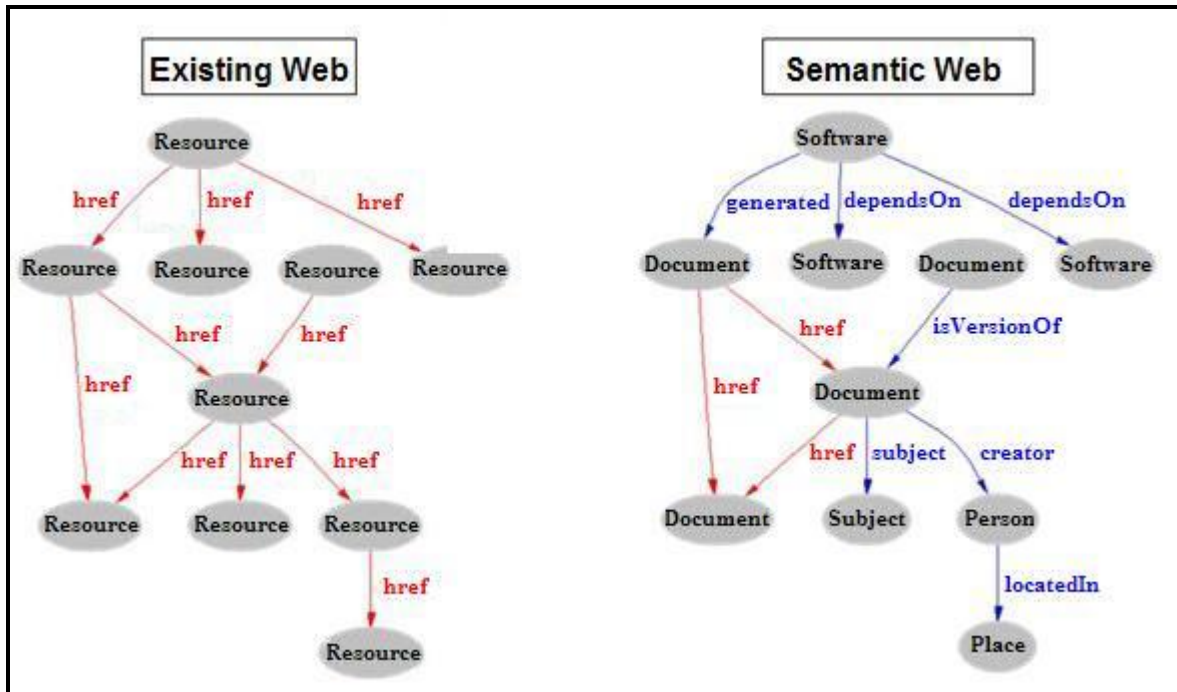 Existing Web
Resource
href
href
href
Resource
Resource
Resource
Resource
href
href
href
Resource
href
href
href
Resource
Resource
Resource
href
Resource
Semantic Web
Software
generated
dependsOn
dependsOn
Document
Software
Document
Software
href
isVersionOf
href
Document
href
subject
creator
Document
Subject
Person
locatedIn
Place